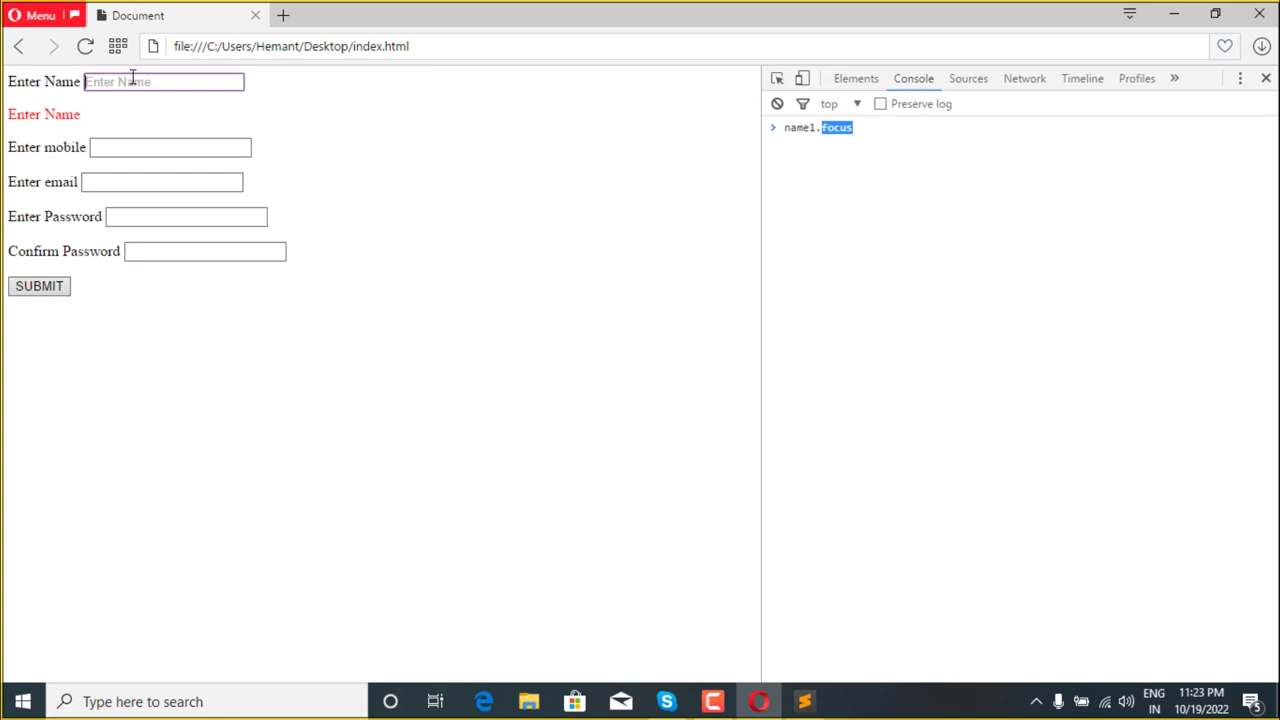 Menu
Document
file:///C:/Users/Hemant/Desktop/index.html
Enter Name Enter Name
Enter Name
Enter mobile
Enter email
Enter Password
Confirm Password
SUBMIT
Elements Console Sources Network Timeline Profiles »
top Preserve log
name1.focus
Type here to search
ENG
IN
11:23 PM
10/19/2022
5